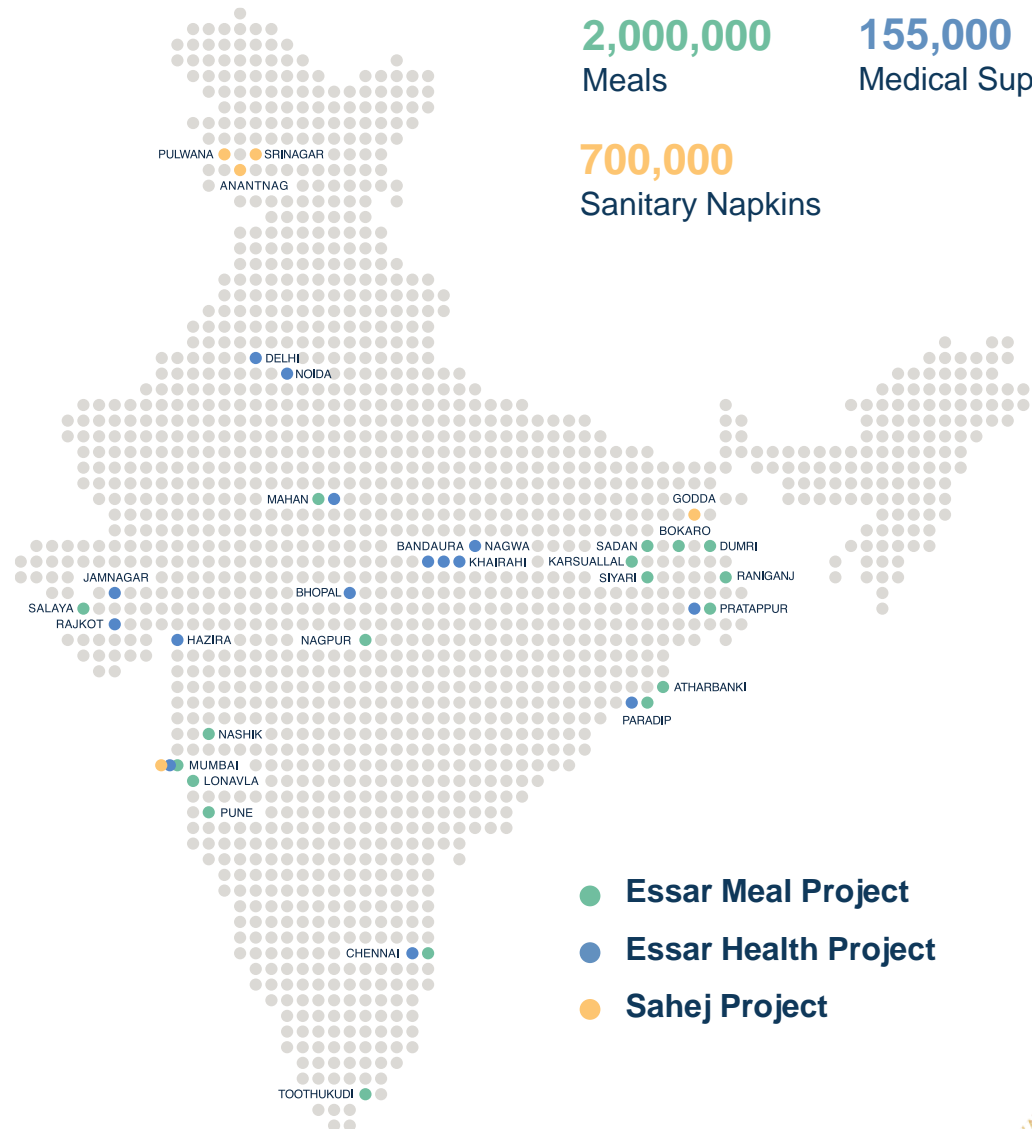 2,000,000
155,000
Meals
Medical Sup
700,000
Sanitary Napkins
PULWANA
SRINAGAR
ANANTNAG
DELHI
NOIDA
MAHAN
GODDA
BOKARO
BANDAURA
NAGWA
SADAN
DUMRI
KHAIRAHI
KARSUALLAL
JAMNAGAR
SIYARI
RANIGANJ
BHOPAL
SALAYA
PRATAPPUR
RAJKOT
HAZIRA
NAGPUR
ATHARBANKI
PARADIP
NASHIK
MUMBAI
LONAVLA
PUNE
Essar Meal Project
Essar Health Project
CHENNAI
Sahej Project
TOOTHUKUDI